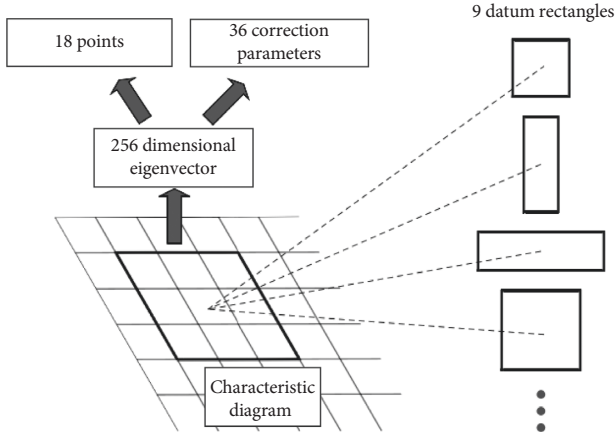 9 datum rectangles
18 points
36 correction
parameters
256 dimensional
eigenvector
Characteristic
diagram